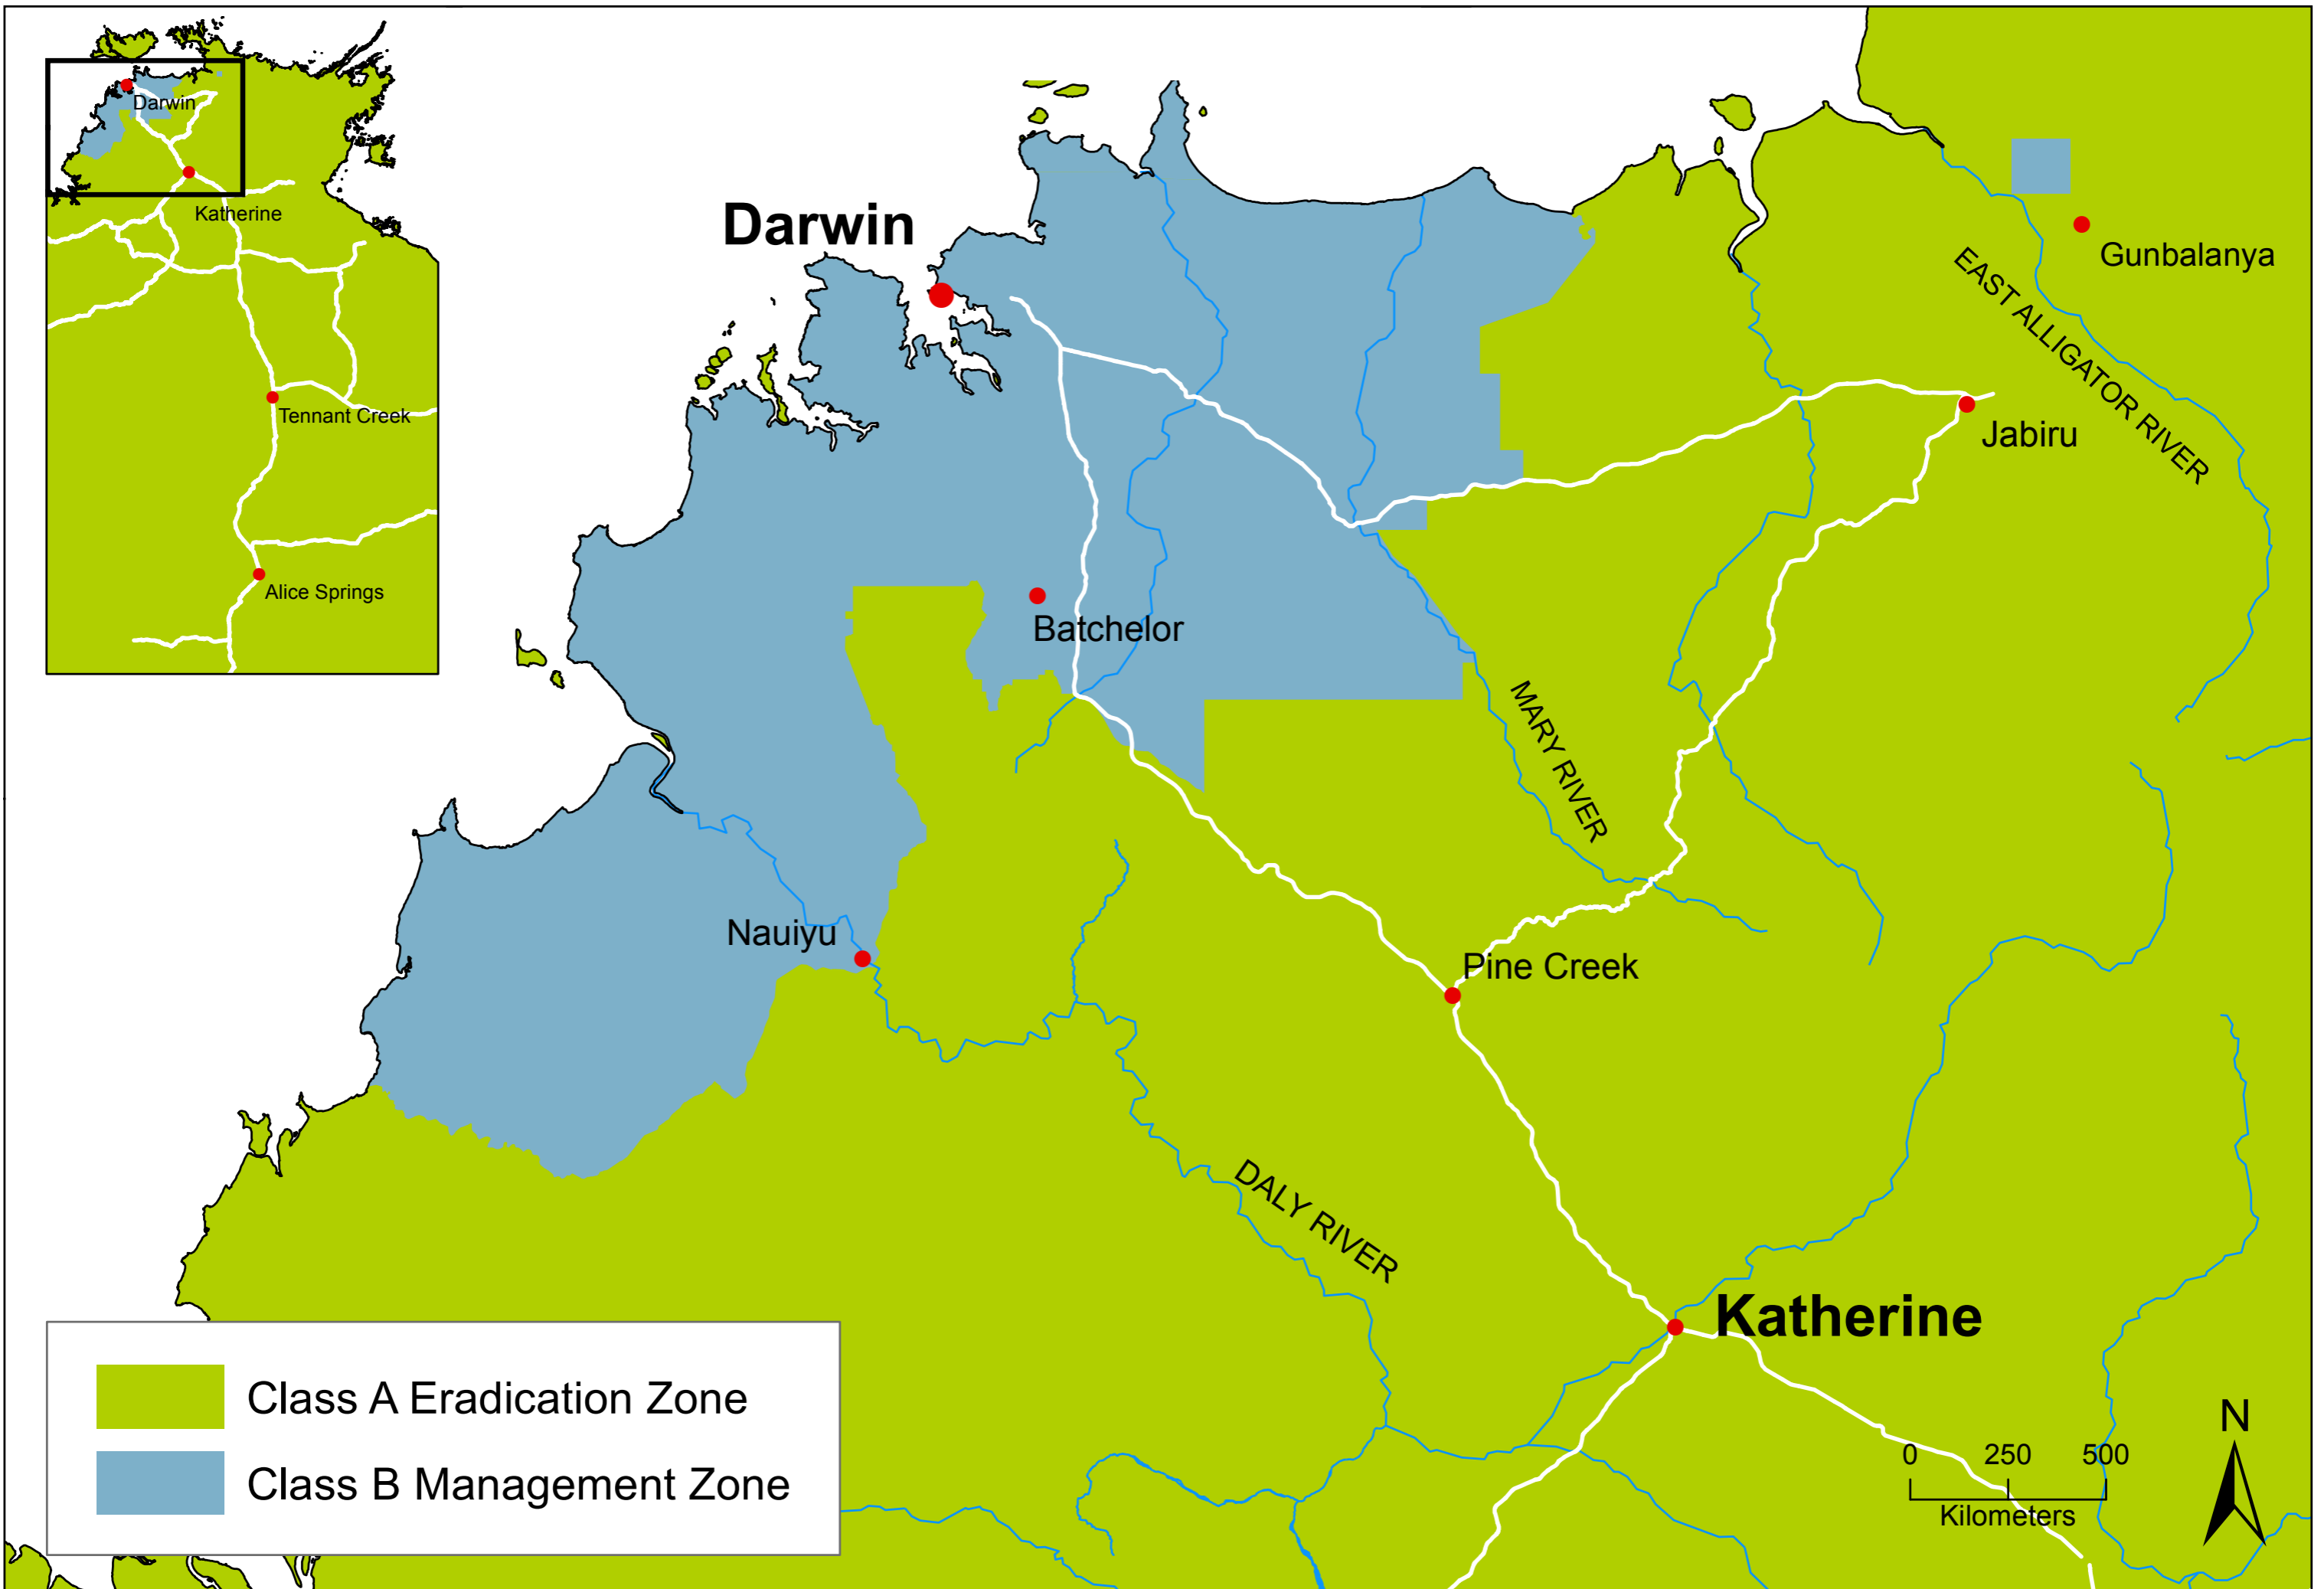 Darwin
Katherine
Tennant Creek
Alice Springs
Darwin
Gunbalanya
EAST ALLIGATOR RIVER
Jabiru
Batchelor
MARY RIVER
Nauiyu
Pine Creek
DALY RIVER
Katherine
Class A Eradication Zone
Class B Management Zone
N
0 250 500
Kilometers